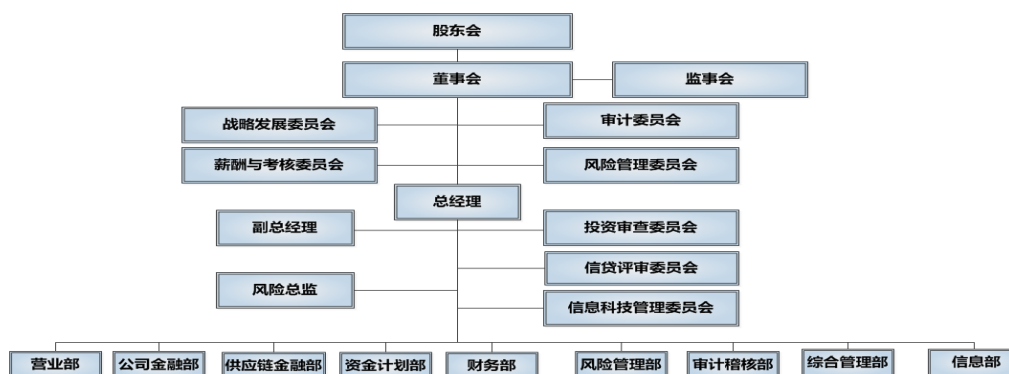 股东会
董事会
监事会
战略发展委员会
审计委员会
薪酬与考核委员会
风险管理委员会
总经理
副总经理
投资审查委员会
信贷评审委员会
风险总监
信息科技管理委员会
营业部
公司金融部
供应链金融部
资金计划部
财务部
风险管理部
审计稽核部
综合管理部
信息部